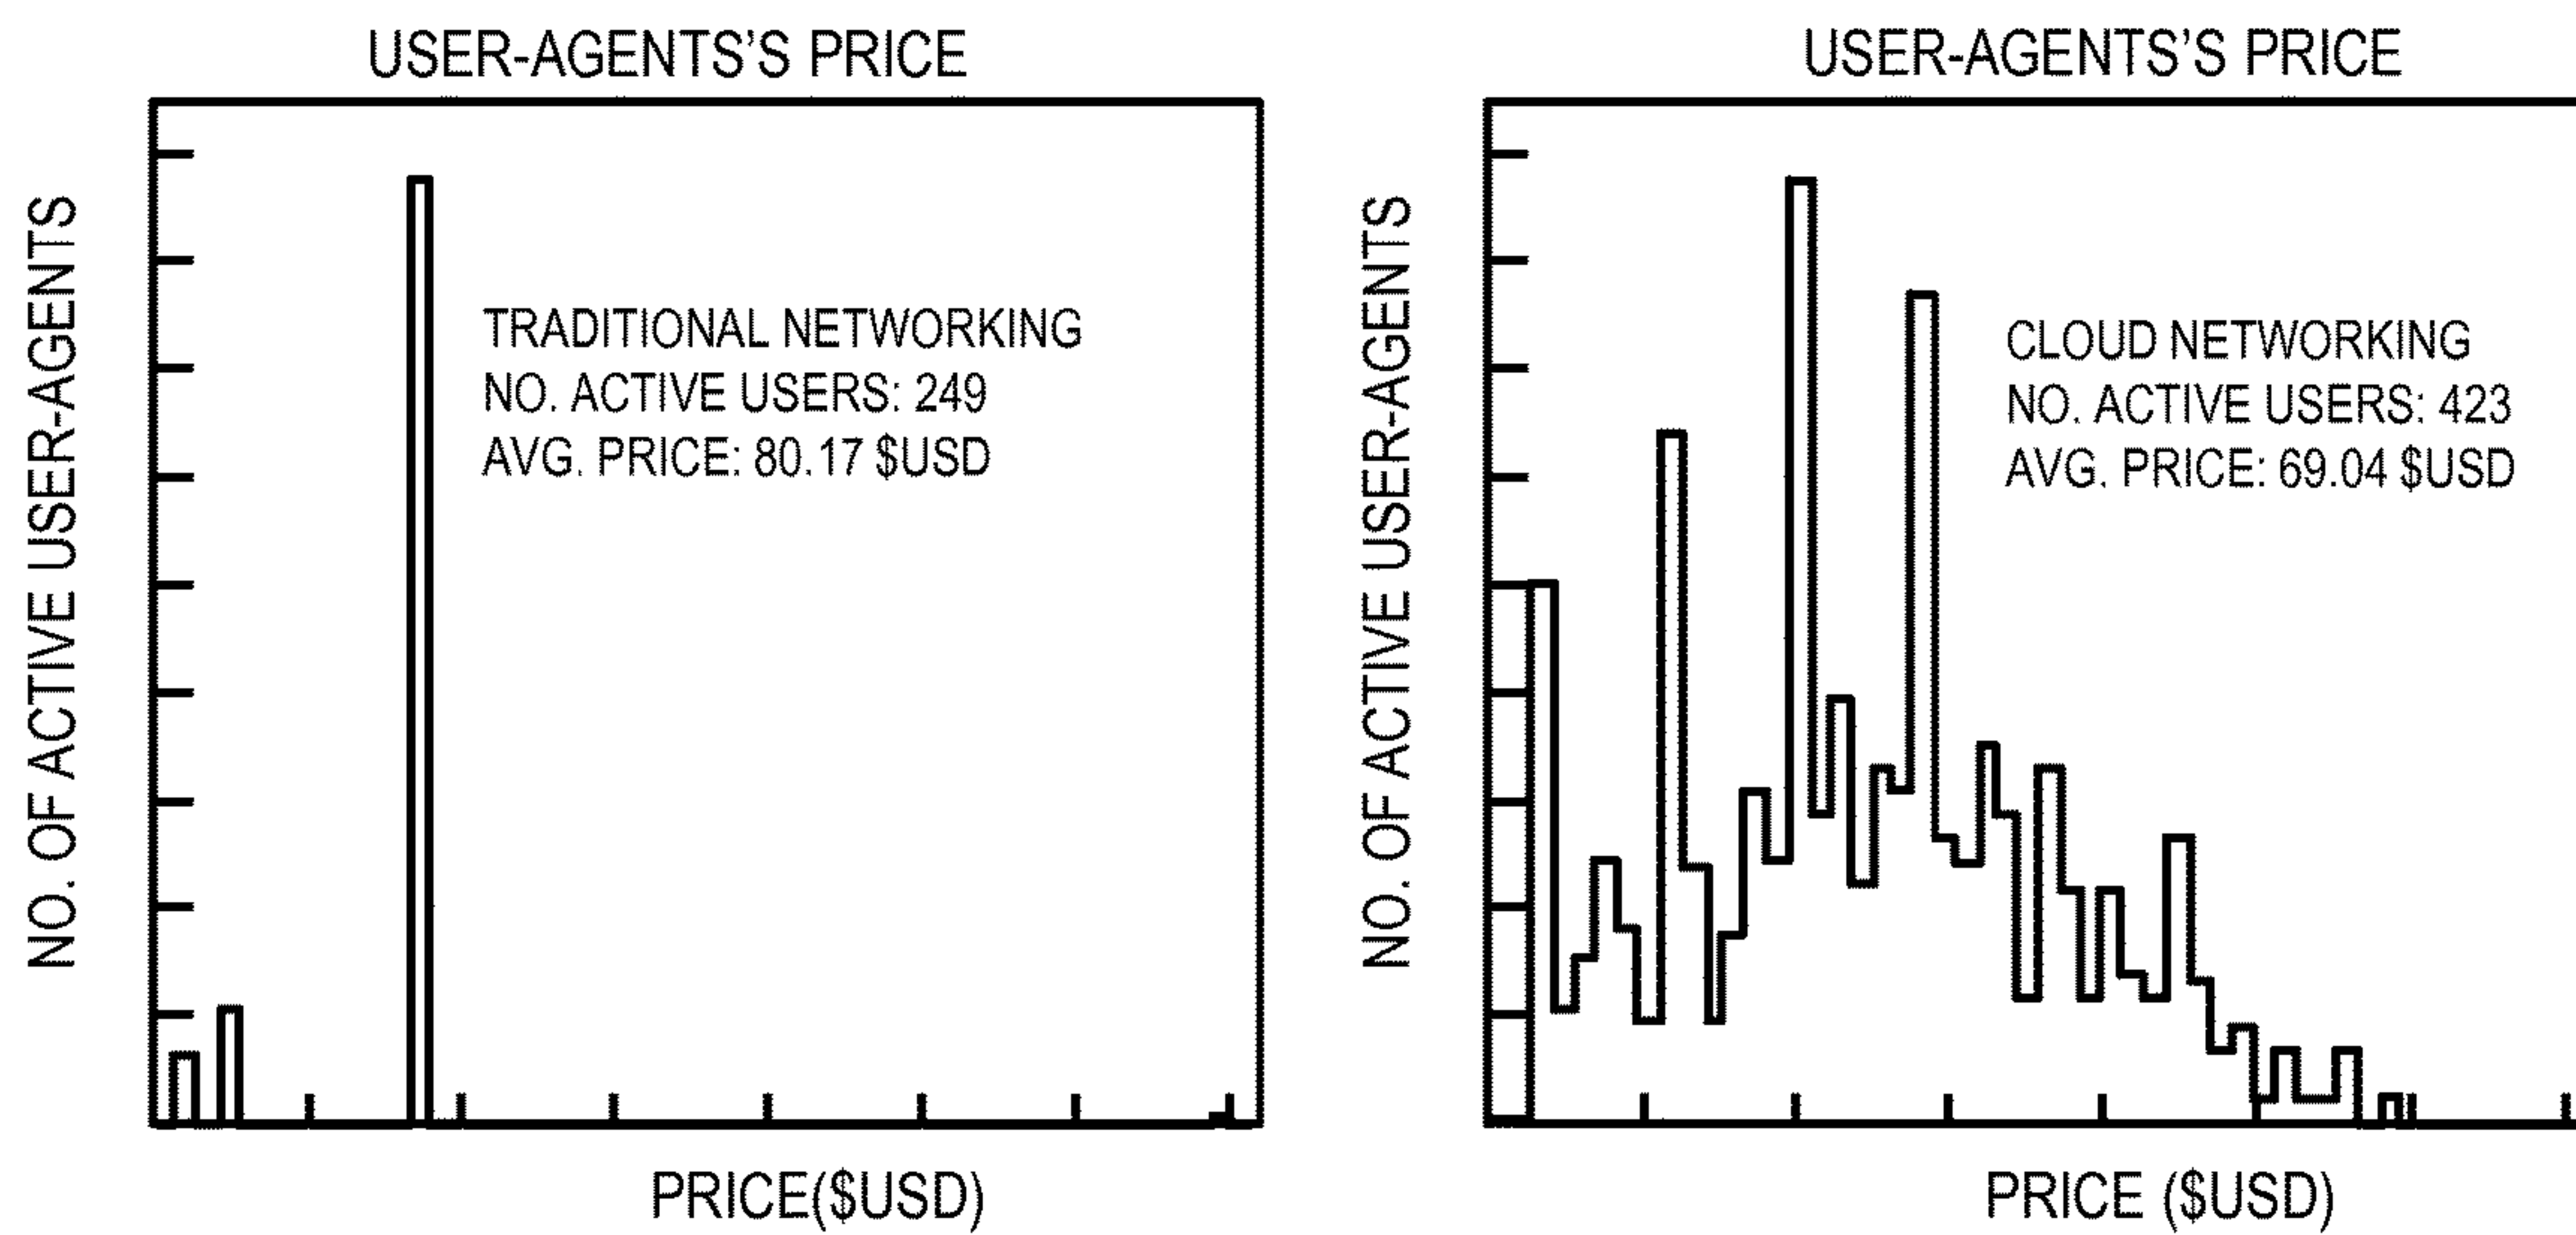 USER-AGENTS'S PRICE
NO. OF ACTIVE USER-AGENTS
TRADITIONAL NETWORKING
NO. ACTIVE USERS: 249
AVG. PRICE: 80.17 $USD
PRICE($USD)
USER-AGENTS'S PRICE
NO. OF ACTIVE USER-AGENTS
CLOUD NETWORKING
NO. ACTIVE USERS: 423
AVG. PRICE: 69.04 $USD
PRICE ($USD)